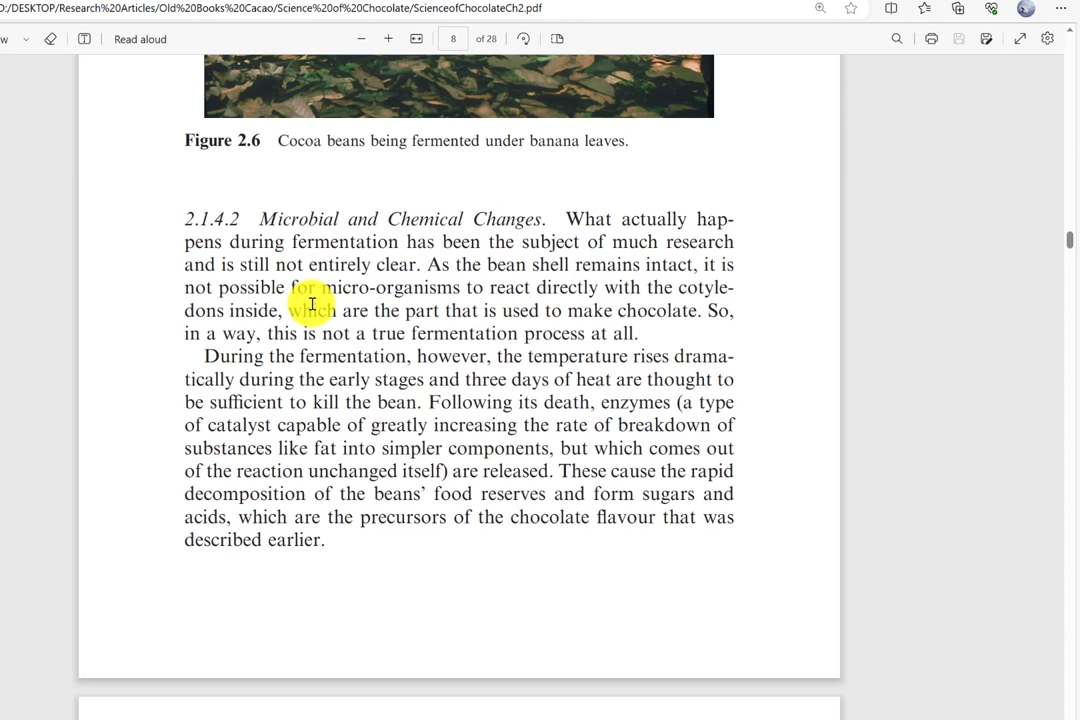 O:/DESKTOP/Research%20Articles/Old%20Books%20Cacao/Science%20of%20Chocolate/ScienceofChocolateCh2.pdf
Read aloud
8
of 28
Figure 2.6 Cocoa beans being fermented under banana leaves.
2.1.4.2 Microbial and Chemical Changes. What actually hap-
pens during fermentation has been the subject of much research
and is still not entirely clear. As the bean shell remains intact, it is
not possible for micro-organisms to react directly with the cotyle-
dons inside, which are the part that is used to make chocolate. So,
in a way, this is not a true fermentation process at all.
During the fermentation, however, the temperature rises drama-
tically during the early stages and three days of heat are thought to
be sufficient to kill the bean. Following its death, enzymes (a type
of catalyst capable of greatly increasing the rate of breakdown of
substances like fat into simpler components, but which comes out
of the reaction unchanged itself) are released. These cause the rapid
decomposition of the beans' food reserves and form sugars and
acids, which are the precursors of the chocolate flavour that was
described earlier.